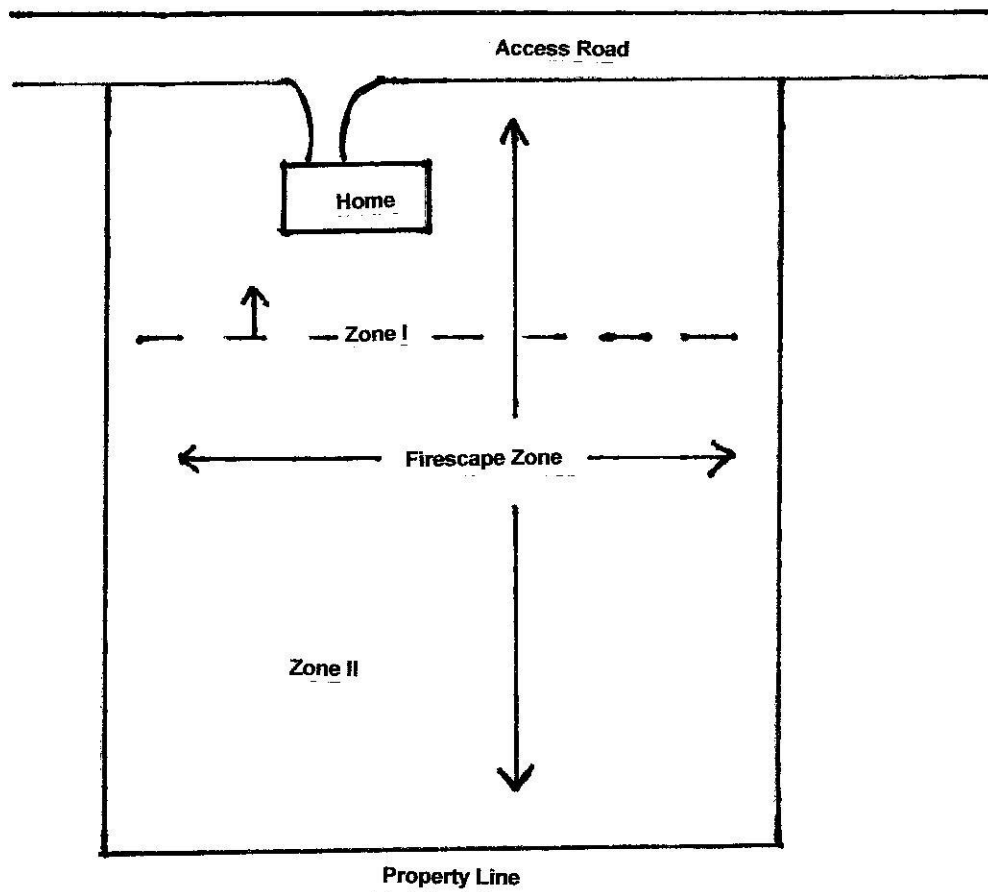 Access Road
Home
Zone I
Firescape Zone
Zone II
Property Line